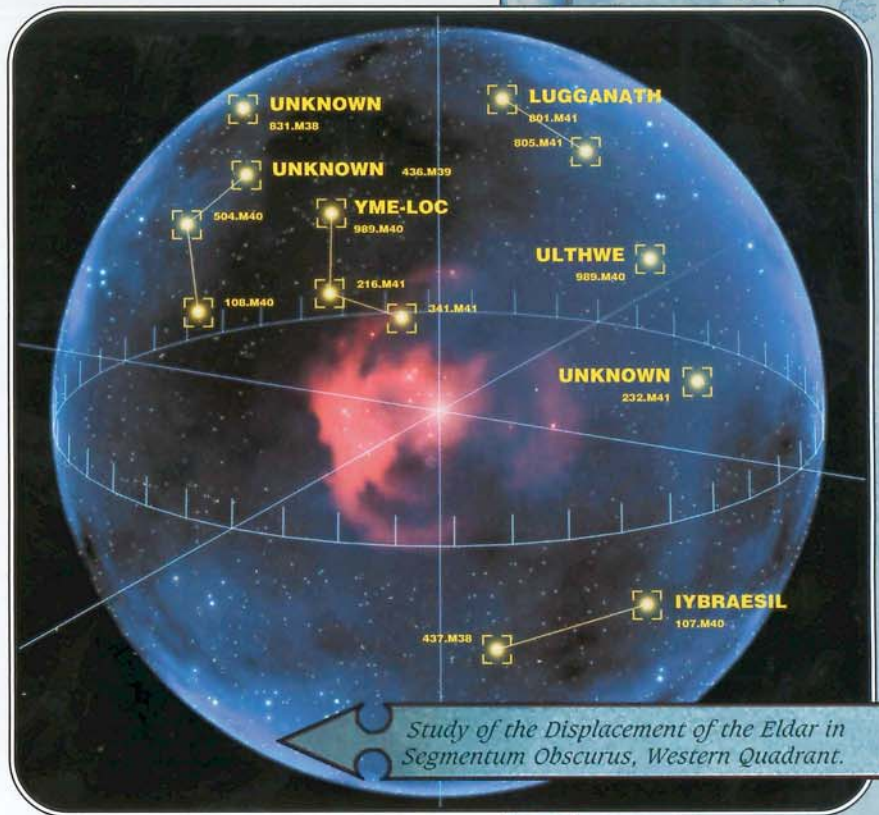 UNKNOWN
831.M38
LUGGANATH
801.M41
805.M41
UNKNOWN 436.M39
504.M40
YME-LOC
989.M40
ULTHWE
989.M40
216.M41
108.M40
341.M41
UNKNOWN
232.M41
IYBRAESIL
107.M40
437.M38
Study of the Displacement of the Eldar in
Segmentum Obscurus, Western Quadrant.